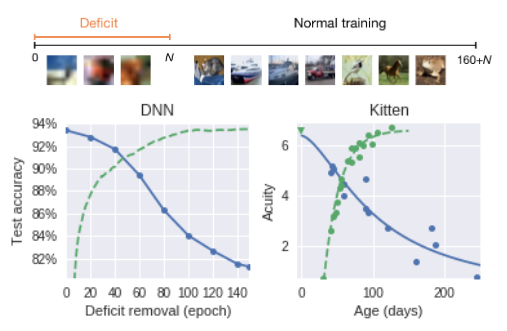 Deficit
Normal training
0
N
160+N
DNN
94%
92%
90%
88%
86%
84%
82%
Test accuracy
0 20 40 60 80 100 120 140
Deficit removal (epoch)
Kitten
6
4
2
Acuity
0 100 200
Age (days)